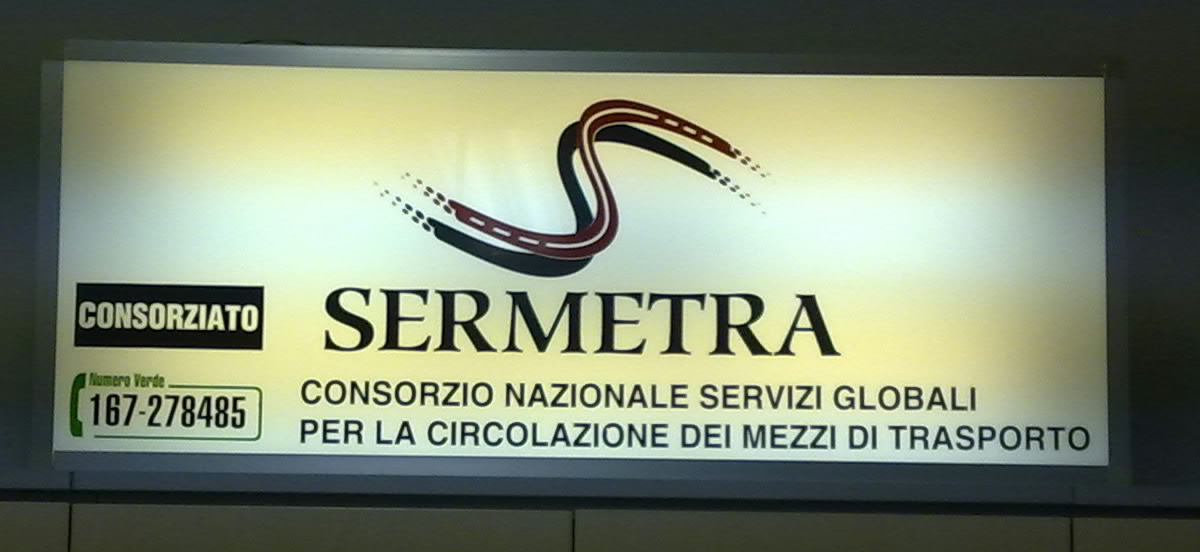 SERMETRA
CONSORZIATO
Numero Verde
167-278485
CONSORZIO NAZIONALE SERVIZI GLOBALI
PER LA CIRCOLAZIONE DEI MEZZI DI TRASPORTO